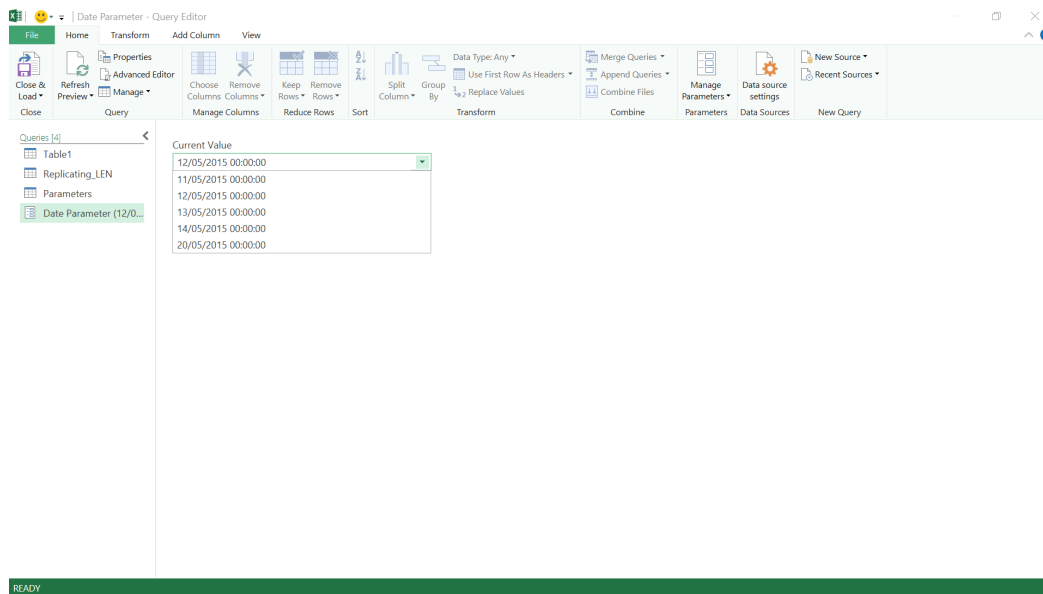 Date Parameter - Query Editor
File Home Transform Add Column View
Close & Load
Refresh Preview
Properties
Advanced Editor
Manage
Choose Columns
Remove Columns
Keep Rows
Remove Rows
Split Column
Group By
Data Type: Any
Use First Row As Headers
Replace Values
Merge Queries
Append Queries
Combine Files
Manage Parameters
Data source settings
New Source
Recent Sources
Close Query Manage Columns Reduce Rows Sort Transform Combine Parameters Data Sources New Query
Queries [4]
Table1
Replicating_LEN
Parameters
Date Parameter (12/0...
Current Value
12/05/2015 00:00:00
11/05/2015 00:00:00
12/05/2015 00:00:00
13/05/2015 00:00:00
14/05/2015 00:00:00
20/05/2015 00:00:00
READY